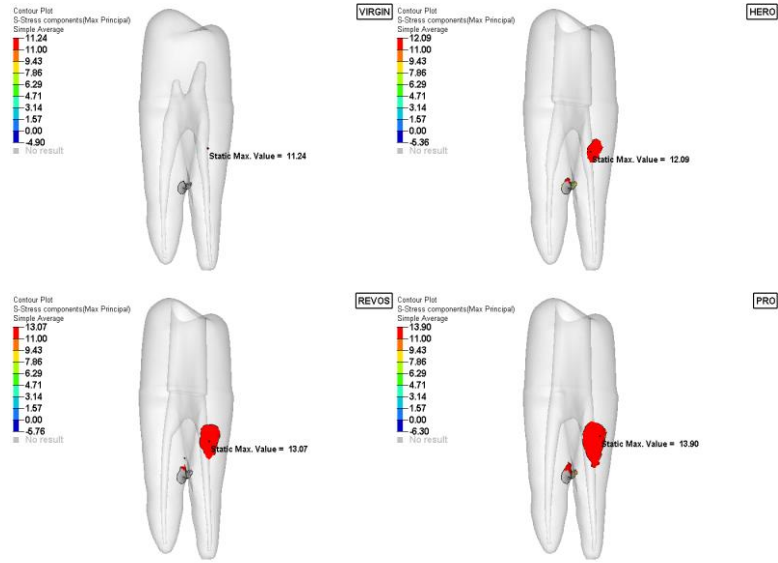 Contour Plot
S-Stress components(Max Principal)
Simple Average
11.24
11.00
9.43
7.86
6.29
4.71
3.14
1.57
0.00
-4.90
No result
VIRGIN
Static Max. Value = 11.24
Contour Plot
S-Stress components(Max Principal)
Simple Average
12.09
11.00
9.43
7.86
6.29
4.71
3.14
1.57
0.00
-5.36
No result
HERO
Static Max. Value = 12.09
Contour Plot
S-Stress components(Max Principal)
Simple Average
13.07
11.00
9.43
7.86
6.29
4.71
3.14
1.57
0.00
-5.76
No result
REVOS
Static Max. Value = 13.07
Contour Plot
S-Stress components(Max Principal)
Simple Average
13.90
11.00
9.43
7.86
6.29
4.71
3.14
1.57
0.00
-6.30
No result
PRO
Static Max. Value = 13.90